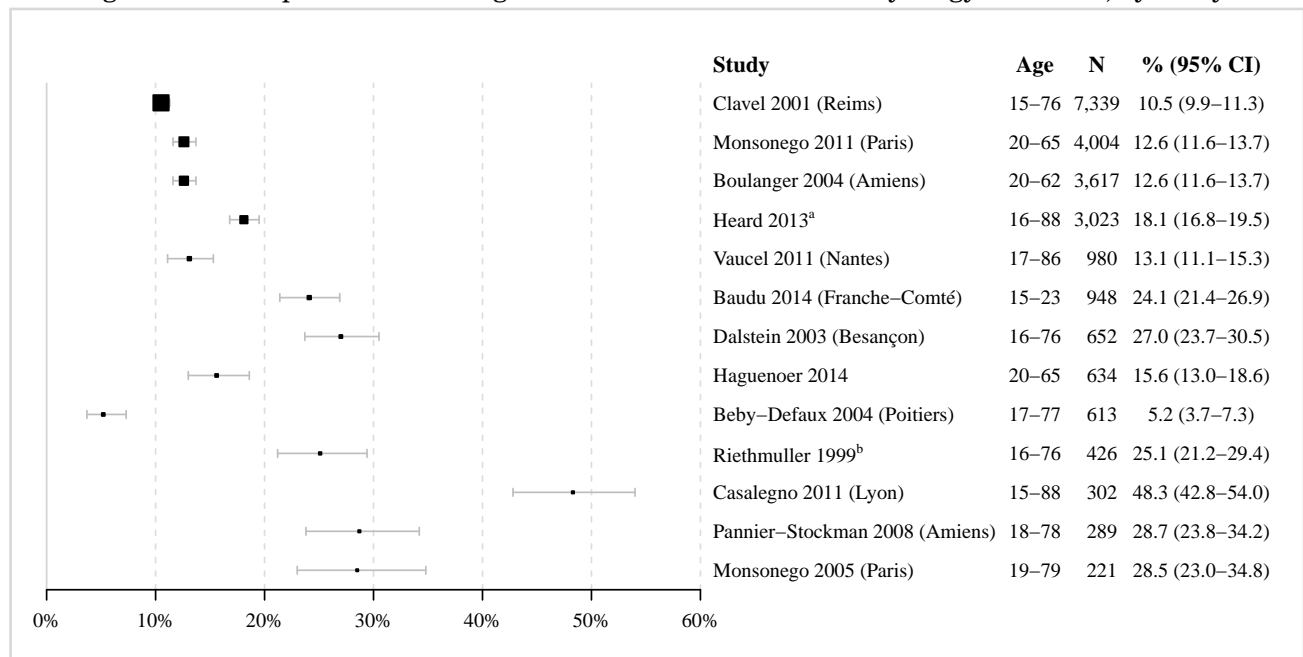 Study Age N % (95% CI)
Clavel 2001 (Reims) 15−76 7,339 10.5 (9.9−11.3)
Monsonego 2011 (Paris) 20−65 4,004 12.6 (11.6−13.7)
Boulanger 2004 (Amiens) 20−62 3,617 12.6 (11.6−13.7)
Heard 2013a 16−88 3,023 18.1 (16.8−19.5)
Vaucel 2011 (Nantes) 17−86 980 13.1 (11.1−15.3)
Baudu 2014 (Franche−Comté) 15−23 948 24.1 (21.4−26.9)
Dalstein 2003 (Besançon) 16−76 652 27.0 (23.7−30.5)
Haguenoer 2014 20−65 634 15.6 (13.0−18.6)
Beby−Defaux 2004 (Poitiers) 17−77 613 5.2 (3.7−7.3)
Riethmuller 1999b 16−76 426 25.1 (21.2−29.4)
Casalegno 2011 (Lyon) 15−88 302 48.3 (42.8−54.0)
Pannier−Stockman 2008 (Amiens) 18−78 289 28.7 (23.8−34.2)
Monsonego 2005 (Paris) 19−79 221 28.5 (23.0−34.8)
0% 10% 20% 30% 40% 50% 60%